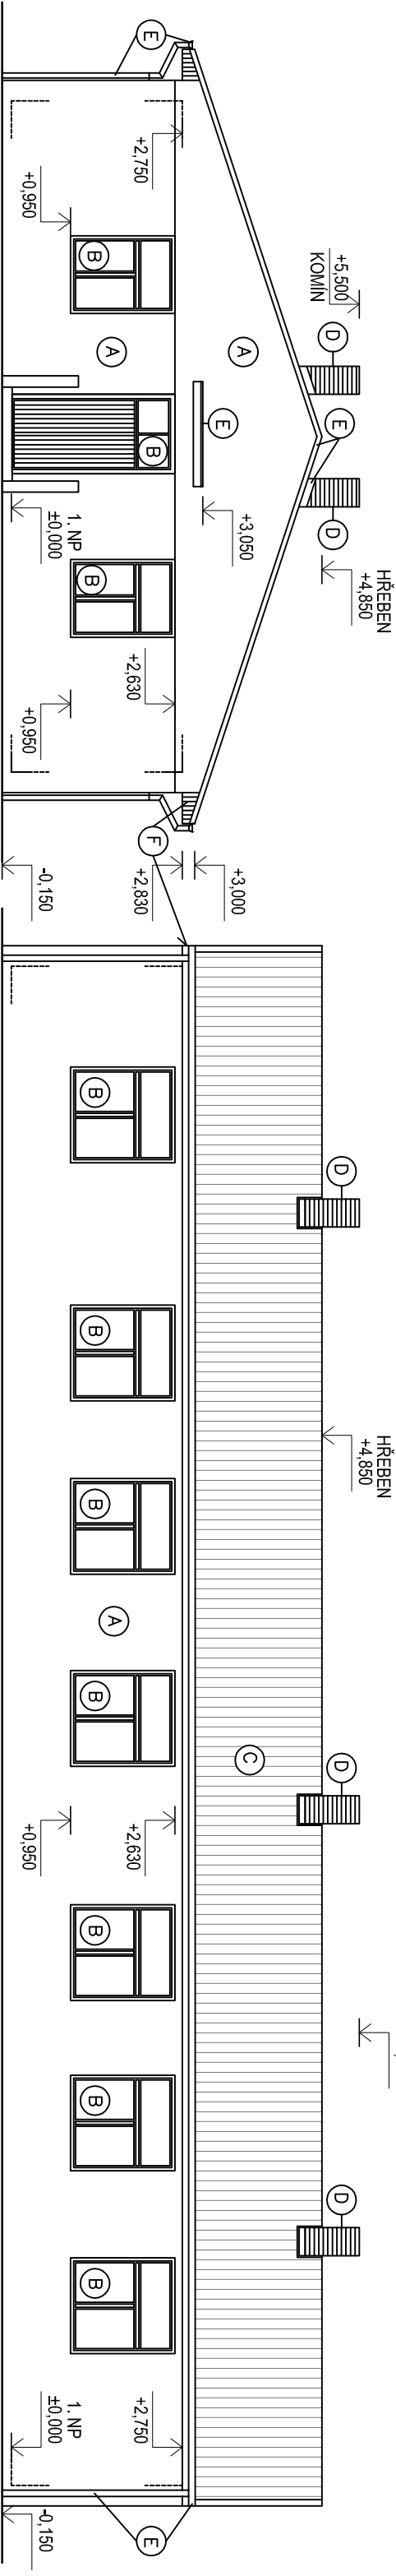 E
+2,750
+0,950
B
A
A
+5,500
KOMÍN
D
E
E
B
D
+3,050
1. NP
±0,000
HŘEBEN
+4,850
B
+2,630
+0,950
F
-0,150
+2,830
+3,000
B
D
B
HŘEBEN
+4,850
B
A
B
C
D
+0,950
+2,630
B
B
D
B
1. NP
±0,000
+2,750
E
-0,150